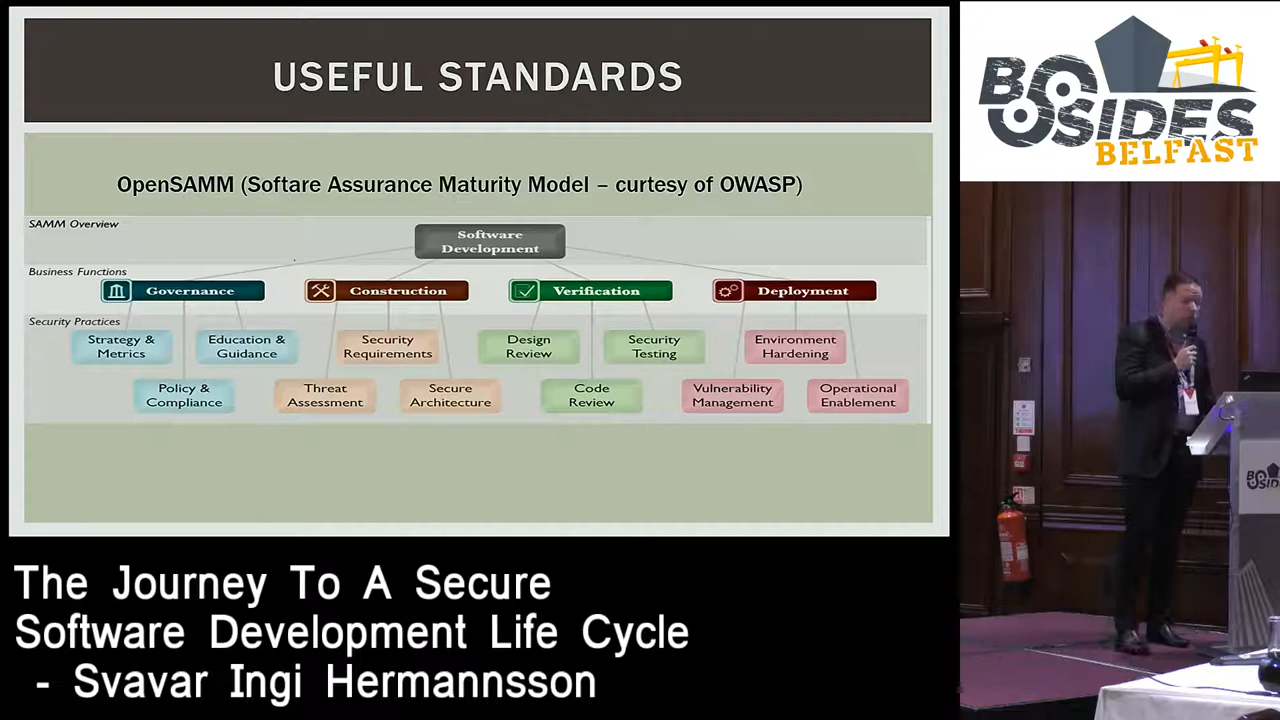 USEFUL STANDARDS
OpenSAMM (Softare Assurance Maturity Model – curtesy of OWASP)
SAMM Overview
Software
Development
Business Functions
Governance
Construction
Verification
Deployment
Security Practices
Strategy &
Metrics
Education &
Guidance
Security
Requirements
Design
Review
Security
Testing
Environment
Hardening
Policy &
Compliance
Threat
Assessment
Secure
Architecture
Code
Review
Vulnerability
Management
Operational
Enablement
BSIDES
BELFAST
BSIDES
The Journey To A Secure
Software Development Life Cycle
- Svavar Ingi Hermannsson